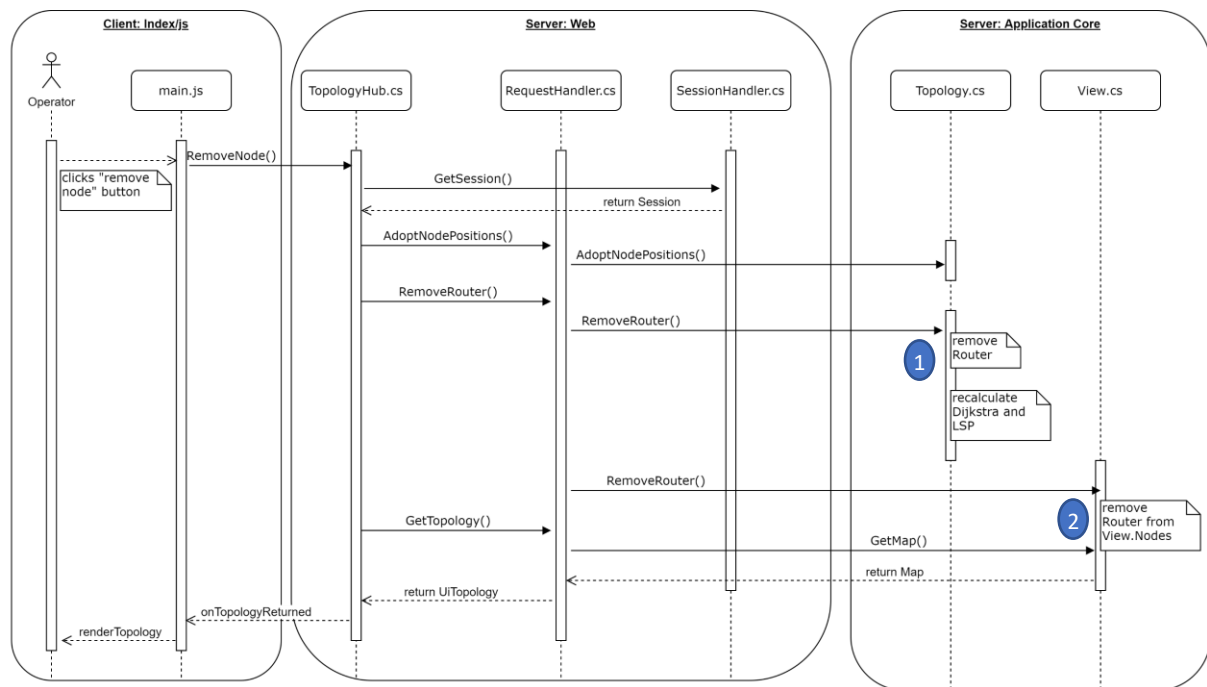 Client: Index/js
Server: Web
Server: Application Core
Operator
main.js
TopologyHub.cs
RequestHandler.cs
SessionHandler.cs
Topology.cs
View.cs
RemoveNode()
clicks "remove
node" button
GetSession()
return Session
AdoptNodePositions()
AdoptNodePositions()
RemoveRouter()
RemoveRouter()
1
remove
Router
recalculate
Dijkstra and
LSP
RemoveRouter()
2
remove
Router from
View.Nodes
GetTopology()
GetMap()
return Map
return UiTopology
onTopologyReturned
renderTopology